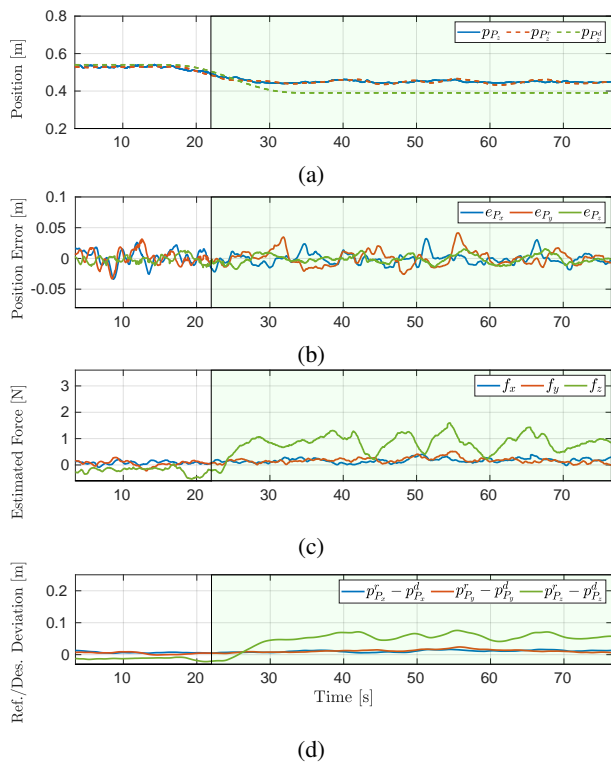 0.8
0.6
0.4
0.2
Position [m]
p_{P_z} p_{P_z^r} p_{P_z^d}
10 20 30 40 50 60 70
(a)
0.1
0.05
0
-0.05
Position Error [m]
e_{P_x} e_{P_y} e_{P_z}
10 20 30 40 50 60 70
(b)
3
2
1
0
Estimated Force [N]
f_x f_y f_z
10 20 30 40 50 60 70
(c)
0.2
0.1
0
Ref./Des. Deviation [m]
p^r_{P_x} − p^d_{P_x} p^r_{P_y} − p^d_{P_y} p^r_{P_z} − p^d_{P_z}
10 20 30 40 50 60 70
Time [s]
(d)